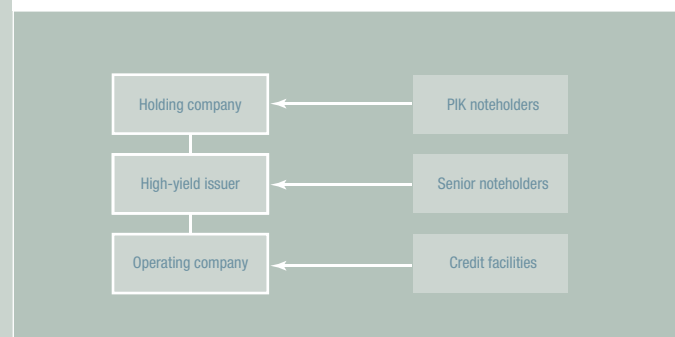 Holding company
PIK noteholders
High-yield issuer
Senior noteholders
Operating company
Credit facilities